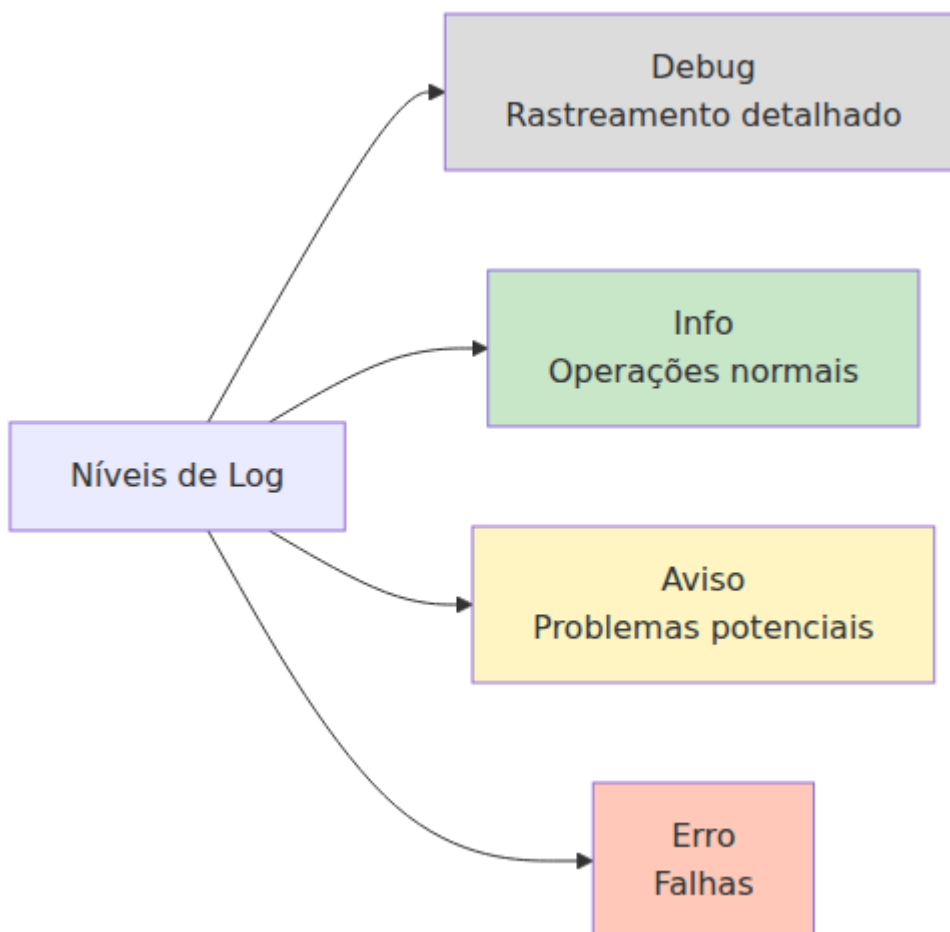 Debug
Rastreamento detalhado
Info
Operações normais
Níveis de Log
Aviso
Problemas potenciais
Erro
Falhas